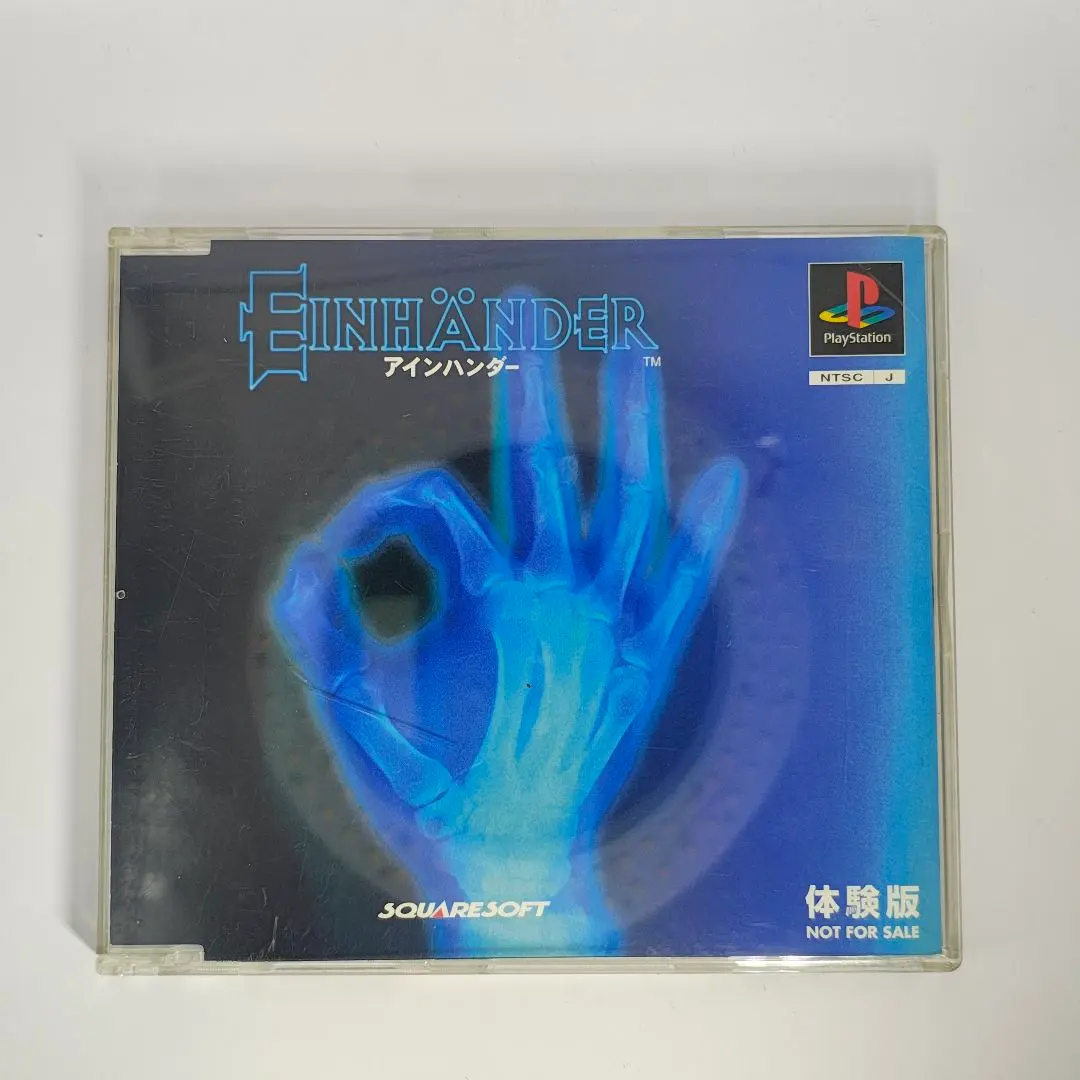 EINHÄNDER
TM
アインハンダー
PlayStation
NTSC J
SQUARESOFT
体験版
NOT FOR SALE